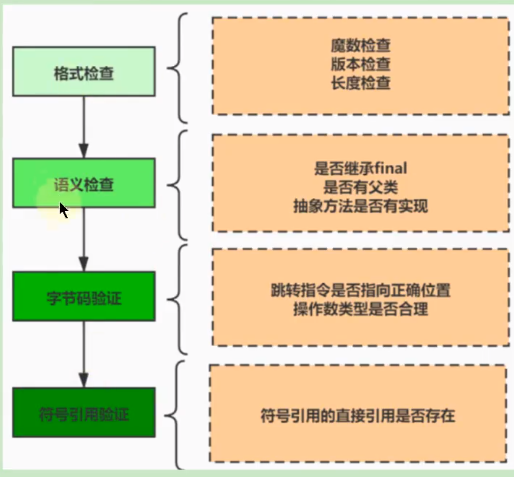 格式检查
魔数检查
版本检查
长度检查
语义检查
是否继承final
是否有父类
抽象方法是否有实现
字节码验证
跳转指令是否指向正确位置
操作数类型是否合理
符号引用验证
符号引用的直接引用是否存在